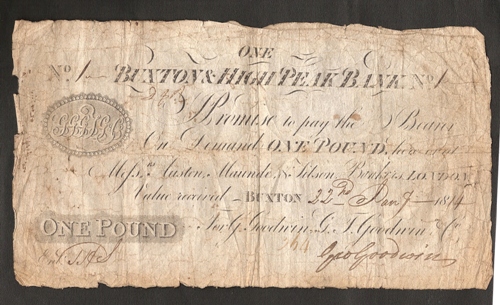 ONE
No. 1 — BUXTON & HIGH PEAK BANK. No. 1
I Promise to pay the Bearer
On Demand ONE POUND, here or at
Messrs. Austen, Maunde & Tilson, Bankers, LONDON
Value received BUXTON 22nd Jany 1814
For G. Goodwin, G. T. Goodwin & Co.
ONE POUND
Geo Goodwin